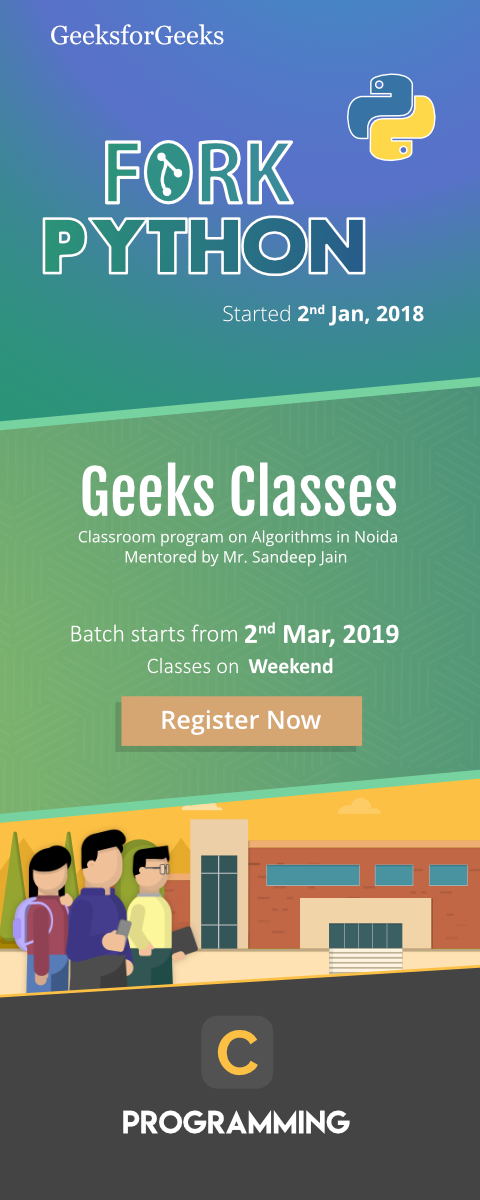 GeeksforGeeks
FORK
PYTHON
Started 2nd Jan, 2018
Geeks Classes
Classroom program on Algorithms in Noida
Mentored by Mr. Sandeep Jain
Batch starts from 2nd Mar, 2019
Classes on Weekend
Register Now
C
PROGRAMMING